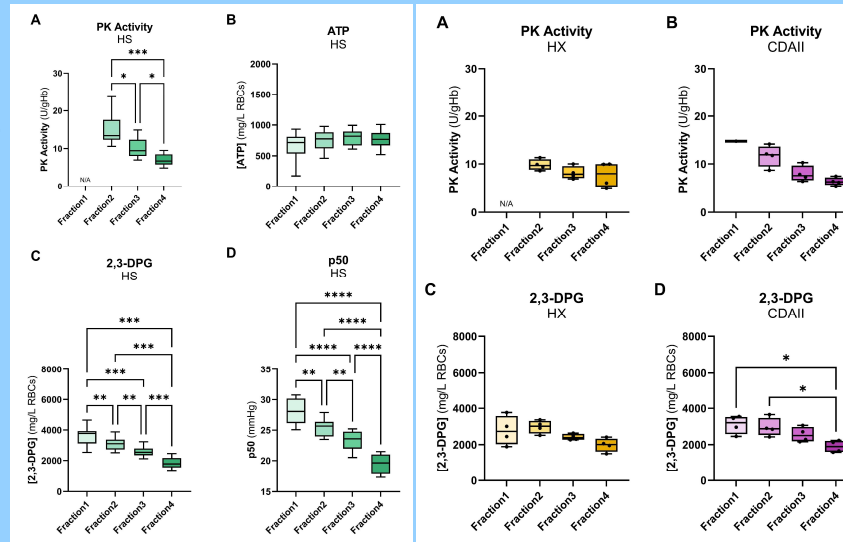 A
PK Activity
HS
***
*
*
PK Activity (U/gHb)
30
20
10
0
N/A
Fraction1
Fraction2
Fraction3
Fraction4
B
ATP
HS
[ATP] (mg/L RBCs)
2000
1500
1000
500
0
Fraction1
Fraction2
Fraction3
Fraction4
C
2,3-DPG
HS
***
***
***
**
**
***
[2,3-DPG] (mg/L RBCs)
8000
6000
4000
2000
0
Fraction1
Fraction2
Fraction3
Fraction4
D
p50
HS
****
****
****
****
**
**
p50 (mmHg)
35
30
25
20
15
Fraction1
Fraction2
Fraction3
Fraction4
A
PK Activity
HX
PK Activity (U/gHb)
30
20
10
0
N/A
Fraction1
Fraction2
Fraction3
Fraction4
B
PK Activity
CDAII
PK Activity (U/gHb)
30
20
10
0
Fraction1
Fraction2
Fraction3
Fraction4
C
2,3-DPG
HX
[2,3-DPG] (mg/L RBCs)
8000
6000
4000
2000
0
Fraction1
Fraction2
Fraction3
Fraction4
D
2,3-DPG
CDAII
*
*
[2,3-DPG] (mg/L RBCs)
8000
6000
4000
2000
0
Fraction1
Fraction2
Fraction3
Fraction4